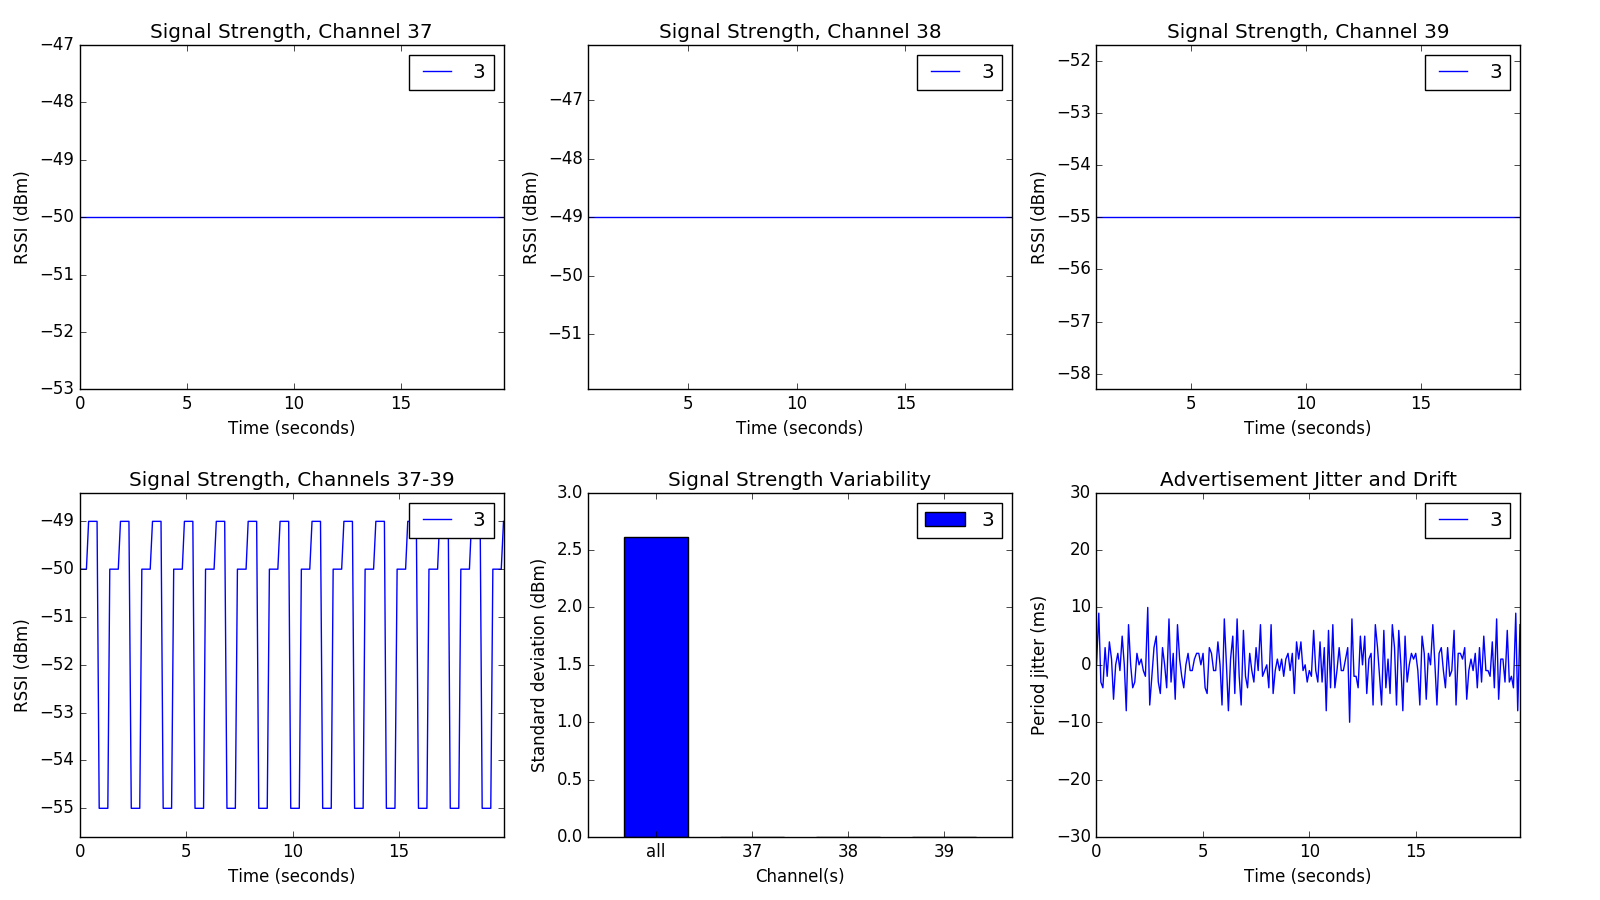 Signal Strength, Channel 37
−47
−48
−49
−50
−51
−52
−53
RSSI (dBm)
3
0 5 10 15
Time (seconds)
Signal Strength, Channel 38
−47
−48
−49
−50
−51
RSSI (dBm)
3
5 10 15
Time (seconds)
Signal Strength, Channel 39
−52
−53
−54
−55
−56
−57
−58
RSSI (dBm)
3
5 10 15
Time (seconds)
Signal Strength, Channels 37-39
−49
−50
−51
−52
−53
−54
−55
RSSI (dBm)
3
0 5 10 15
Time (seconds)
Signal Strength Variability
3.0
2.5
2.0
1.5
1.0
0.5
0.0
Standard deviation (dBm)
3
all 37 38 39
Channel(s)
Advertisement Jitter and Drift
30
20
10
0
−10
−20
−30
Period jitter (ms)
3
0 5 10 15
Time (seconds)